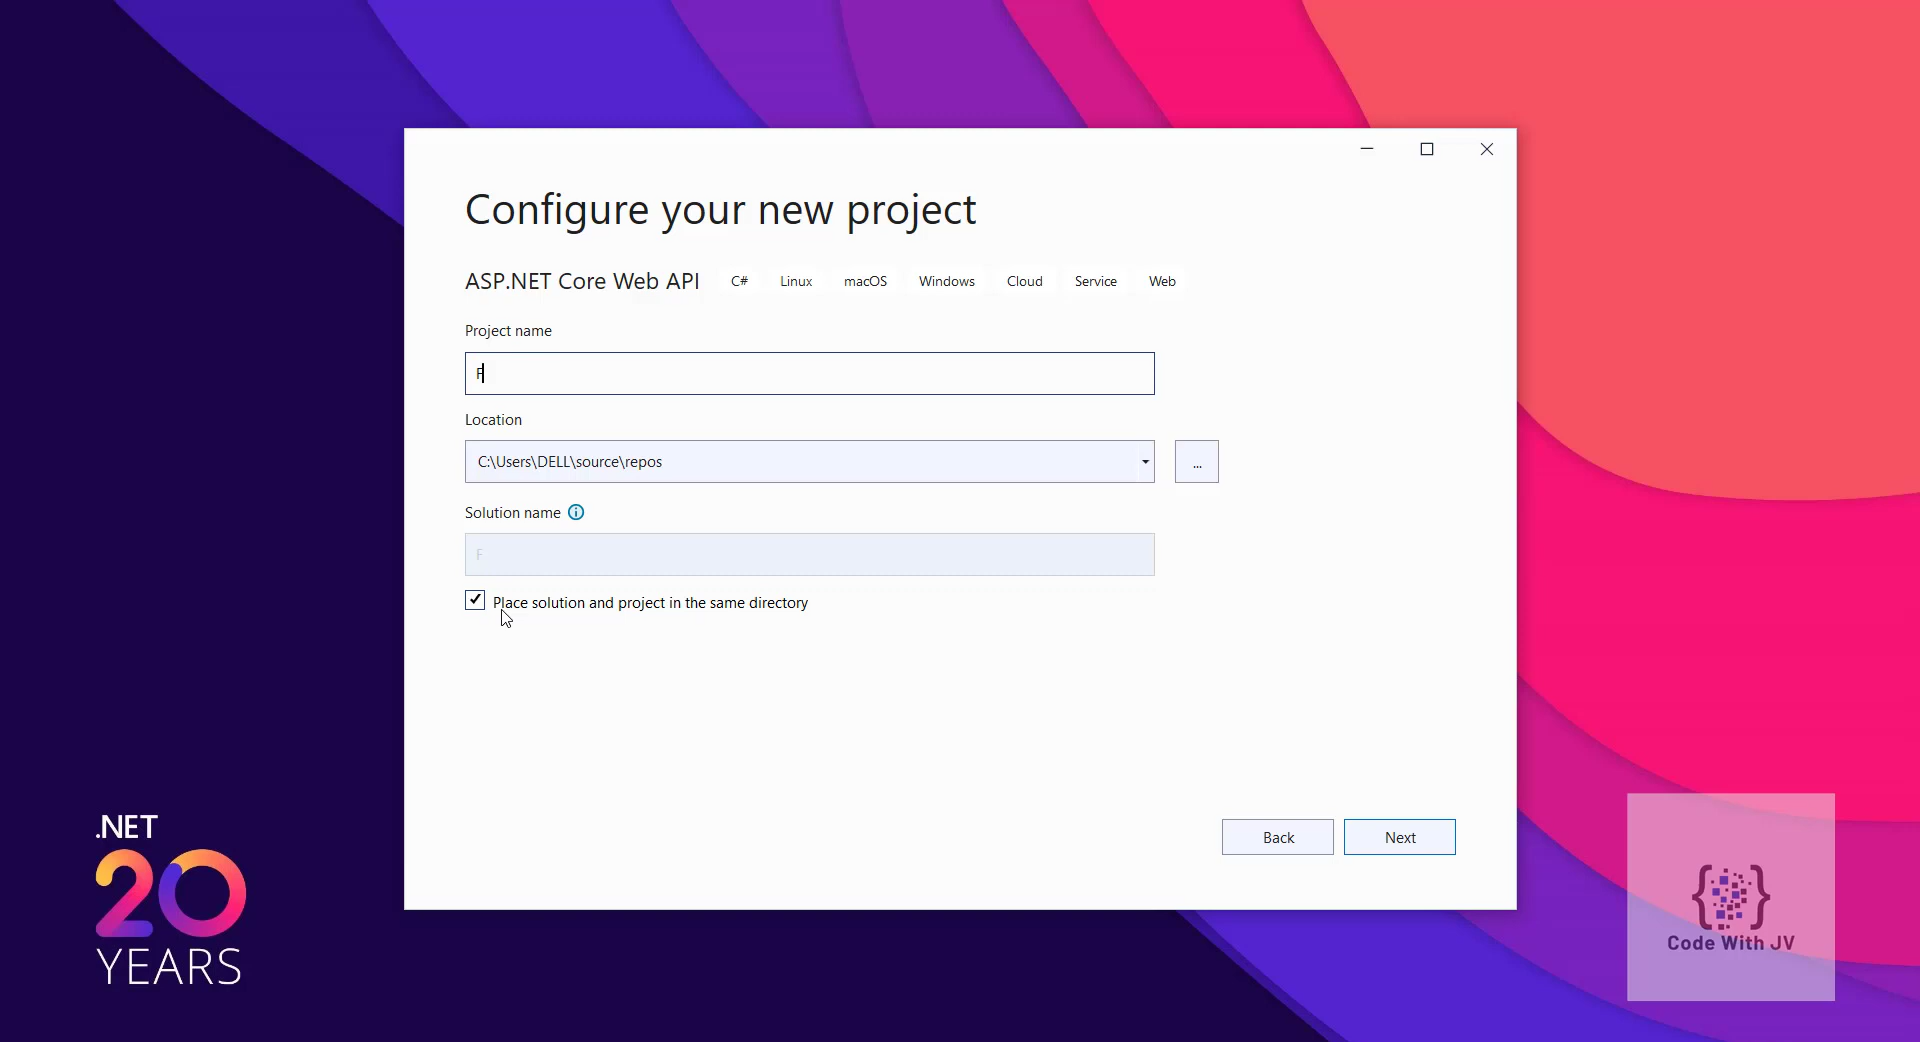 Configure your new project
ASP.NET Core Web API C# Linux macOS Windows Cloud Service Web
Project name
F
Location
C:\Users\DELL\source\repos
...
Solution name
F
Place solution and project in the same directory
Back Next
.NET
20
YEARS
Code With JV